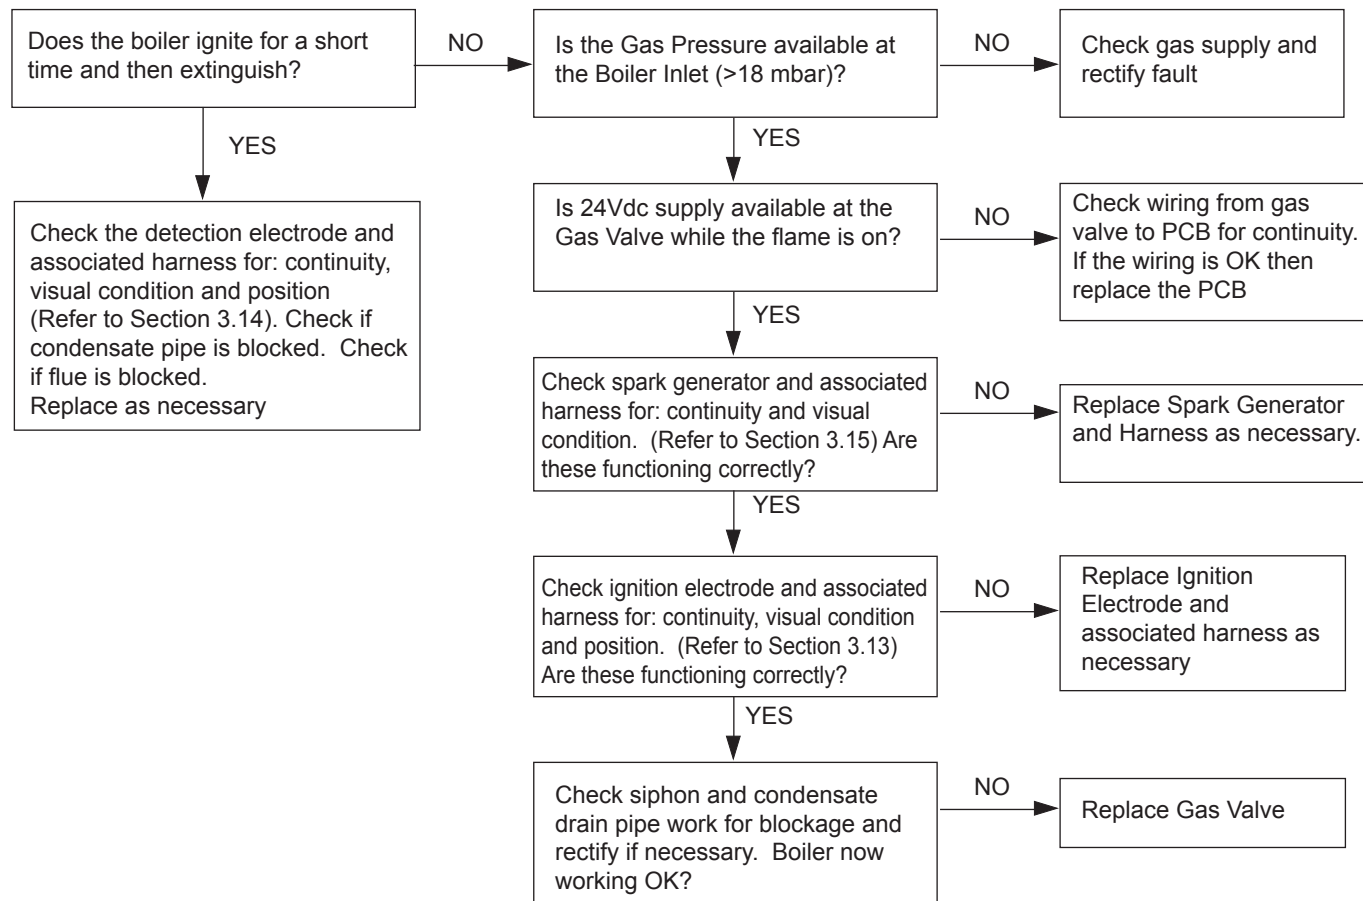 Does the boiler ignite for a short
time and then extinguish?
NO
Is the Gas Pressure available at
the Boiler Inlet (>18 mbar)?
NO
Check gas supply and
rectify fault
YES
YES
Check the detection electrode and
associated harness for: continuity,
visual condition and position
(Refer to Section 3.14). Check if
condensate pipe is blocked.  Check
if flue is blocked.
Replace as necessary
Is 24Vdc supply available at the
Gas Valve while the flame is on?
NO
Check wiring from gas
valve to PCB for continuity.
If the wiring is OK then
replace the PCB
YES
Check spark generator and associated
harness for: continuity and visual
condition.  (Refer to Section 3.15) Are
these functioning correctly?
NO
Replace Spark Generator
and Harness as necessary.
YES
Check ignition electrode and associated
harness for: continuity, visual condition
and position.  (Refer to Section 3.13)
Are these functioning correctly?
NO
Replace Ignition
Electrode and
associated harness as
necessary
YES
Check siphon and condensate
drain pipe work for blockage and
rectify if necessary.  Boiler now
working OK?
NO
Replace Gas Valve